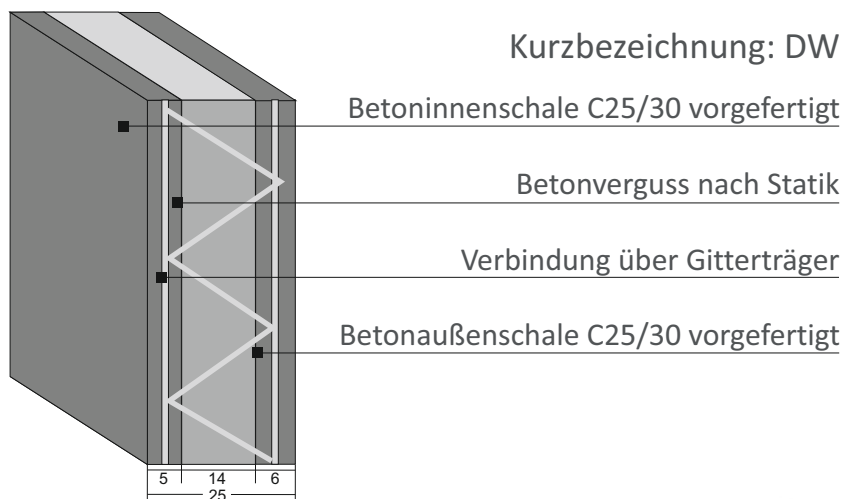 Kurzbezeichnung: DW
Betoninnenschale C25/30 vorgefertigt
Betonverguss nach Statik
Verbindung über Gitterträger
Betonaußenschale C25/30 vorgefertigt
5 14 6
25